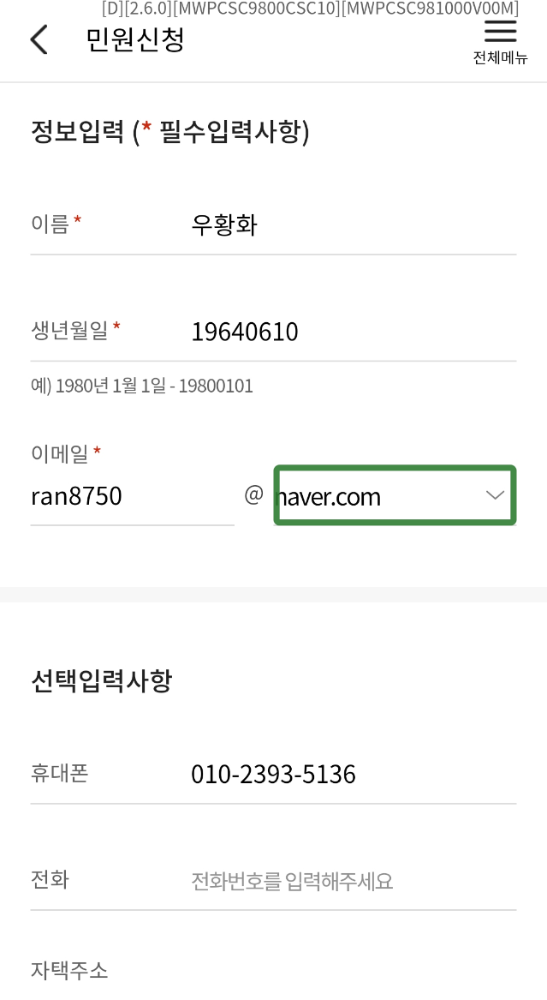 [D][2.6.0][MWPCSC9800CSC10][MWPCSC981000V00M]
민원신청
전체메뉴
정보입력 (* 필수입력사항)
이름 * 우황화
생년월일 * 19640610
예) 1980년 1월 1일 - 19800101
이메일 *
ran8750 @ naver.com
선택입력사항
휴대폰 010-2393-5136
전화 전화번호를 입력해주세요
자택주소